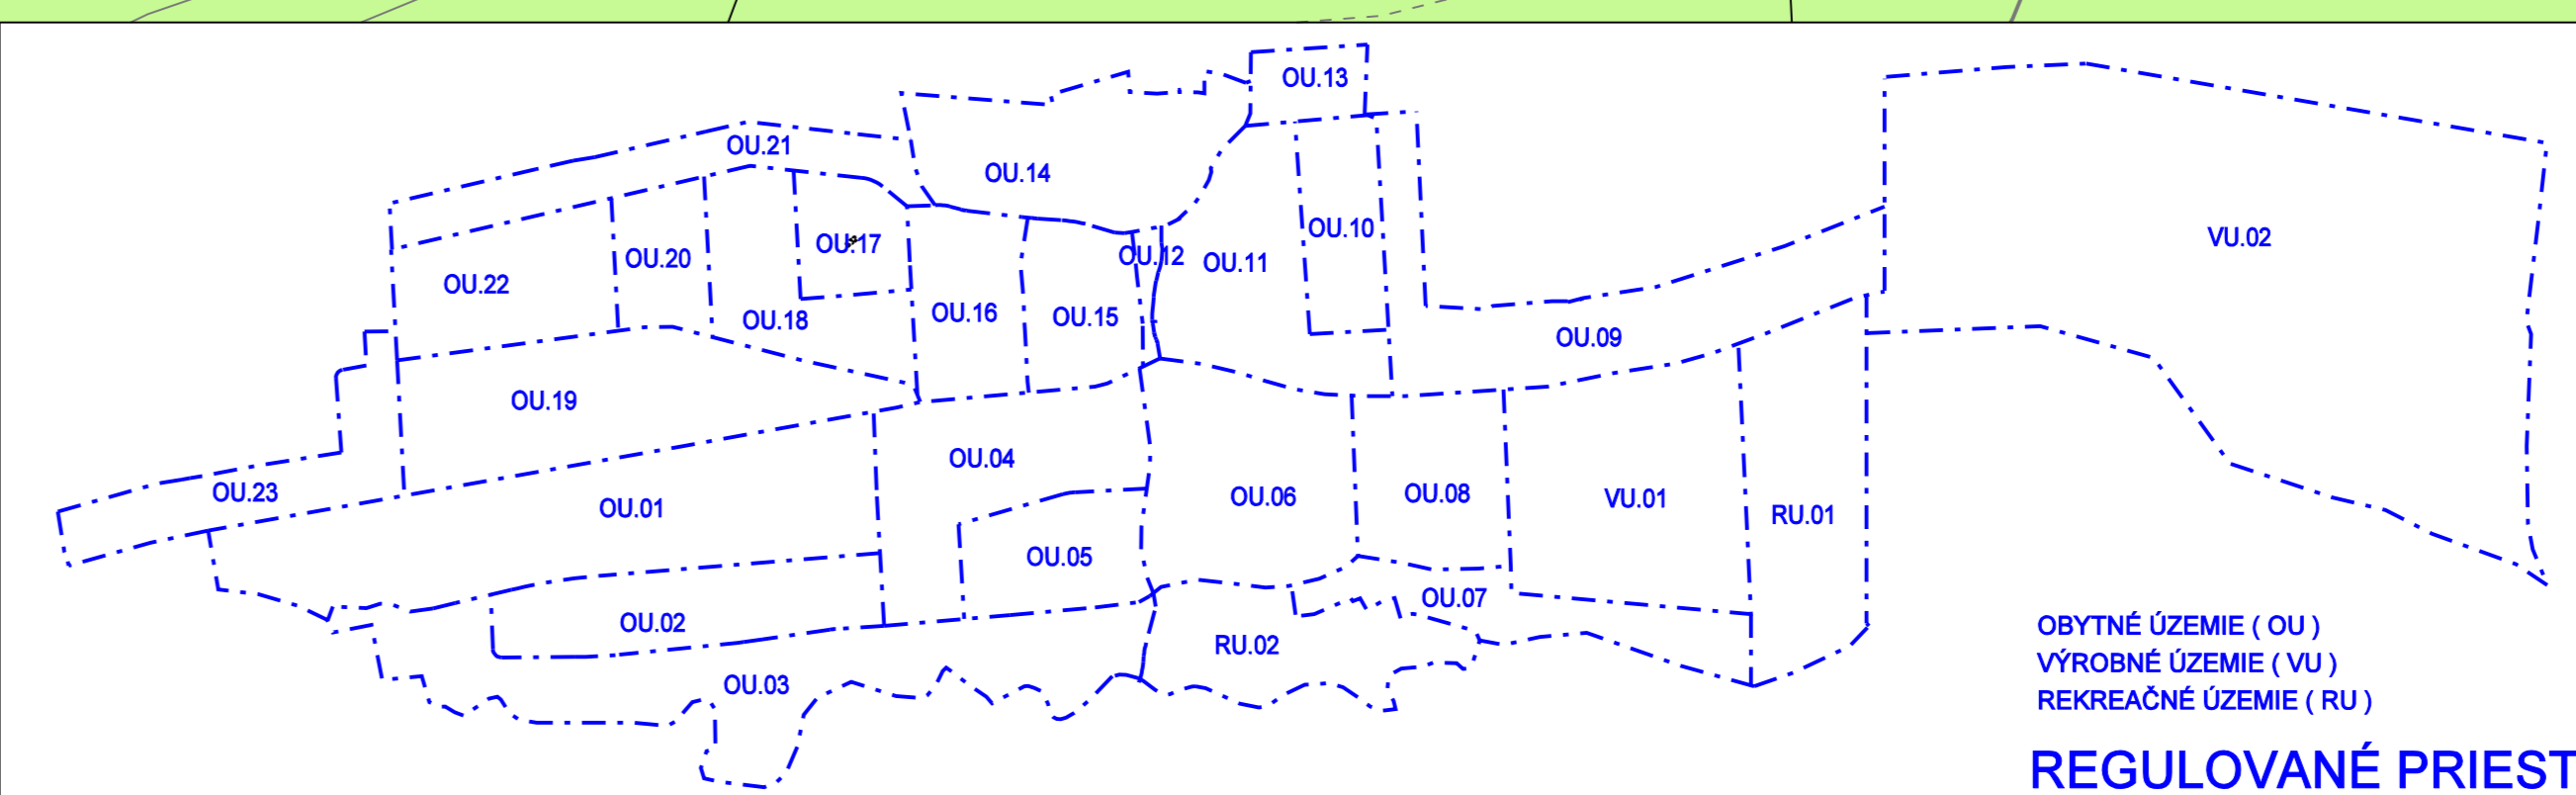 OU.13
OU.21
OU.14
OU.10
VU.02
OU.17
OU.12
OU.20
OU.11
OU.22
OU.16
OU.15
OU.18
OU.09
OU.19
OU.04
OU.23
OU.06
OU.08
VU.01
OU.01
RU.01
OU.05
OU.07
OU.02
RU.02
OU.03
OBYTNÉ ÚZEMIE ( OU )
VÝROBNÉ ÚZEMIE ( VU )
REKREAČNÉ ÚZEMIE ( RU )
REGULOVANÉ PRIEST